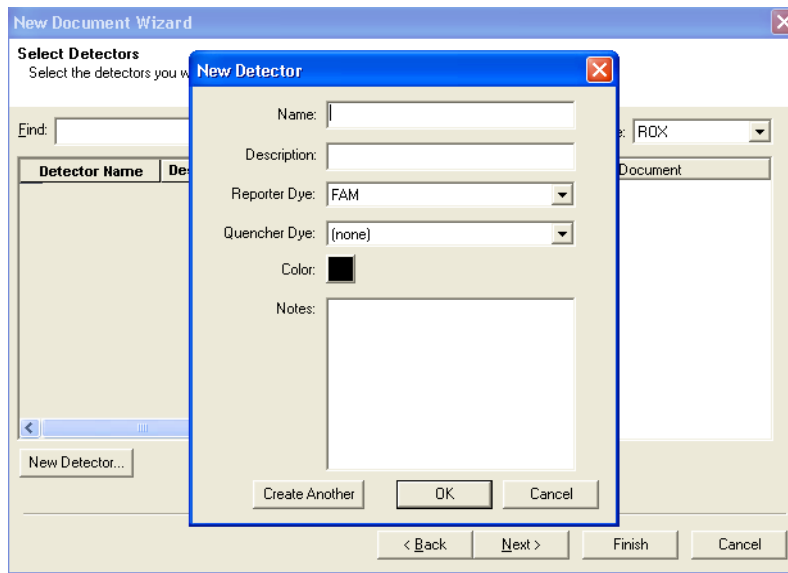 New Document Wizard
Select Detectors
Select the detectors you w
New Detector
Name:
Find:
e: ROX
Description:
Detector Name Des
Document
Reporter Dye: FAM
Quencher Dye: (none)
Color:
Notes:
New Detector...
Create Another OK Cancel
< Back Next > Finish Cancel